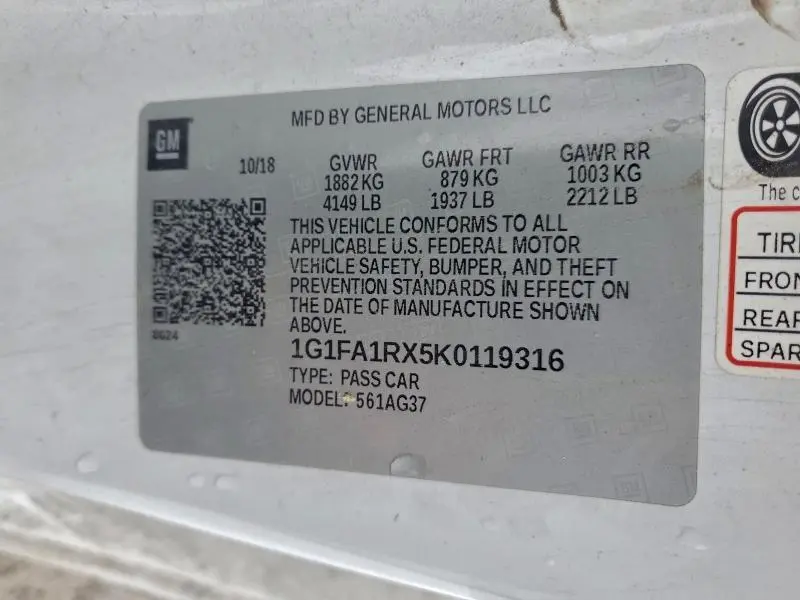 MFD BY GENERAL MOTORS LLC
GM
10/18
GVWR GAWR FRT GAWR RR
1882 KG 879 KG 1003 KG
4149 LB 1937 LB 2212 LB
THIS VEHICLE CONFORMS TO ALL
APPLICABLE U.S. FEDERAL MOTOR
VEHICLE SAFETY, BUMPER, AND THEFT
PREVENTION STANDARDS IN EFFECT ON
THE DATE OF MANUFACTURE SHOWN
ABOVE.
1G1FA1RX5K0119316
TYPE: PASS CAR
MODEL: 561AG37
The c
TIR
FRON
REAR
SPAR